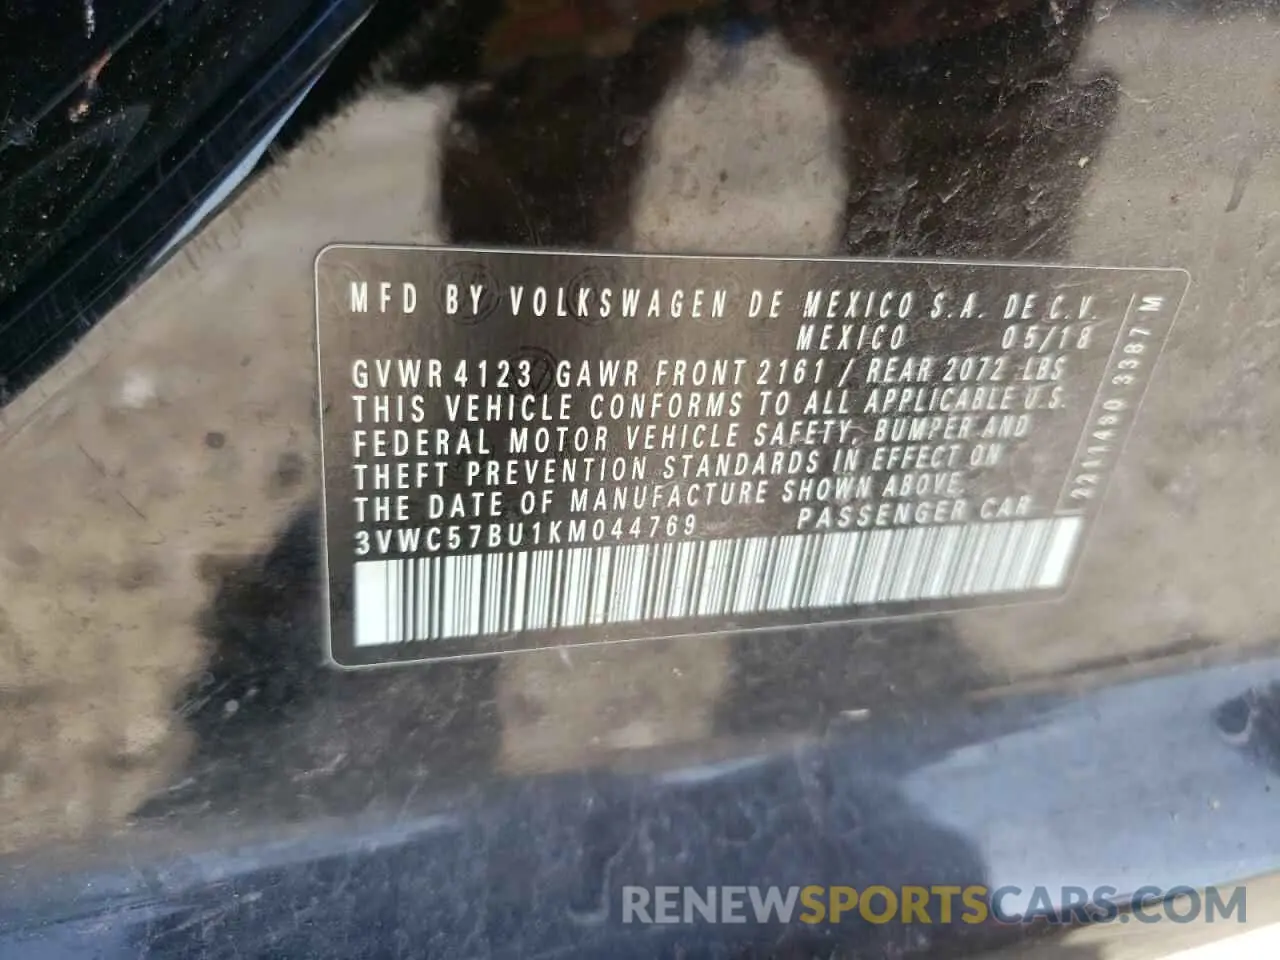 MFD BY VOLKSWAGEN DE MEXICO S.A. DE C.V.
MEXICO 05/18
GVWR 4123 GAWR FRONT 2161 / REAR 2072 LBS
THIS VEHICLE CONFORMS TO ALL APPLICABLE U.S.
FEDERAL MOTOR VEHICLE SAFETY, BUMPER AND
THEFT PREVENTION STANDARDS IN EFFECT ON
THE DATE OF MANUFACTURE SHOWN ABOVE.
3VWC57BU1KM044769 PASSENGER CAR
2211490 3387 M
RENEWSPORTSCARS.COM